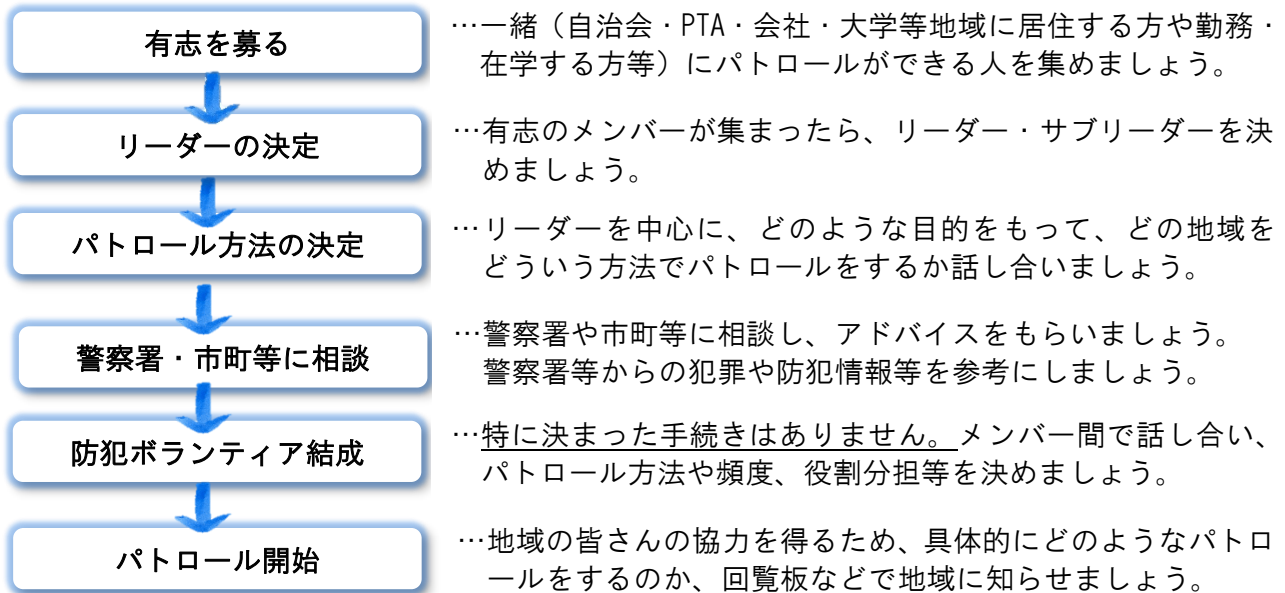 有志を募る
…一緒（自治会・PTA・会社・大学等地域に居住する方や勤務・
在学する方等）にパトロールができる人を集めましょう。
リーダーの決定
…有志のメンバーが集まったら、リーダー・サブリーダーを決
めましょう。
パトロール方法の決定
…リーダーを中心に、どのような目的をもって、どの地域を
どういう方法でパトロールをするか話し合いましょう。
警察署・市町等に相談
…警察署や市町等に相談し、アドバイスをもらいましょう。
警察署等からの犯罪や防犯情報等を参考にしましょう。
防犯ボランティア結成
…特に決まった手続きはありません。メンバー間で話し合い、
パトロール方法や頻度、役割分担等を決めましょう。
パトロール開始
…地域の皆さんの協力を得るため、具体的にどのようなパトロ
ールをするのか、回覧板などで地域に知らせましょう。